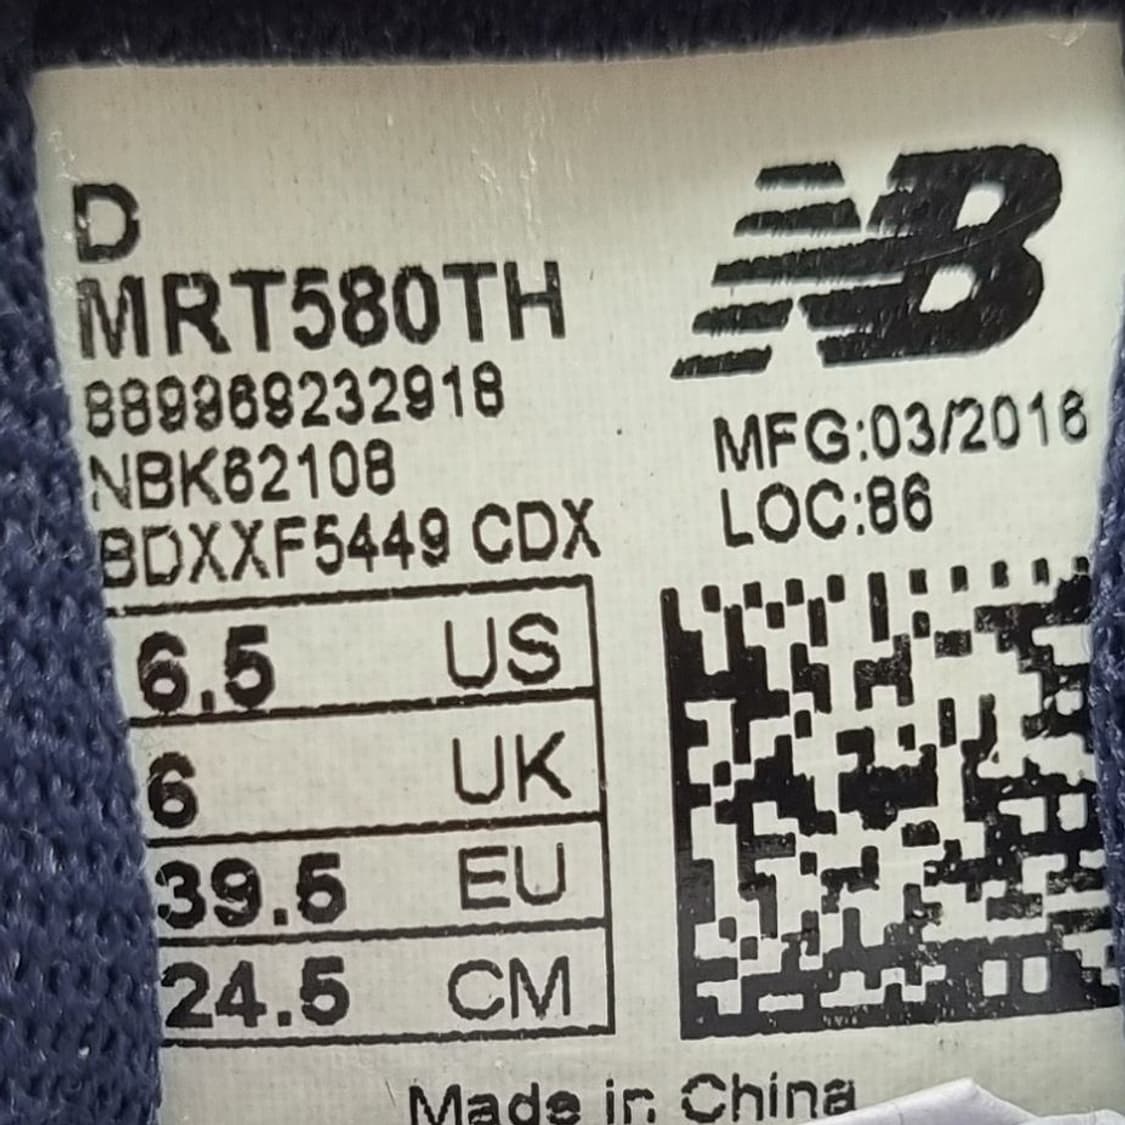 D
MRT580TH
NB
889969232918
NBK62108
BDXXF5449 CDX
MFG:03/2016
LOC:86
6.5 US
6 UK
39.5 EU
24.5 CM
Made in China